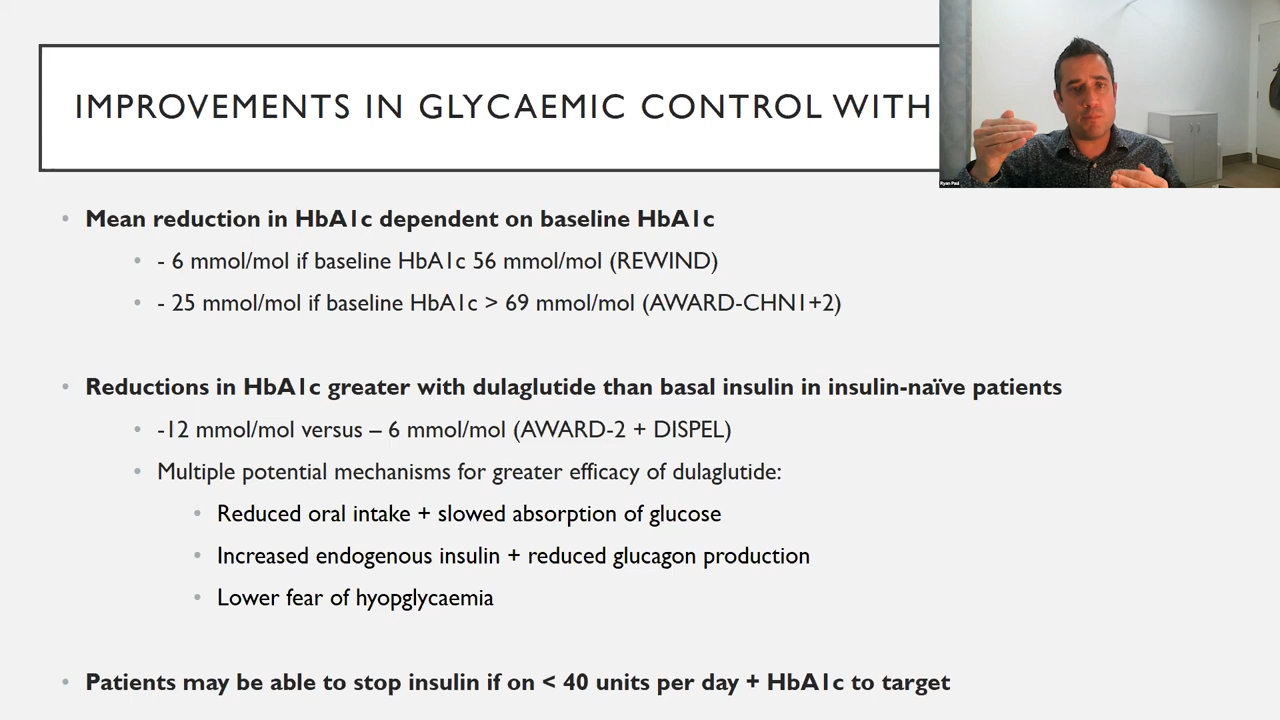 IMPROVEMENTS IN GLYCAEMIC CONTROL WITH
Ryan Paul
• Mean reduction in HbA1c dependent on baseline HbA1c
• - 6 mmol/mol if baseline HbA1c 56 mmol/mol (REWIND)
• - 25 mmol/mol if baseline HbA1c > 69 mmol/mol (AWARD-CHN1+2)
• Reductions in HbA1c greater with dulaglutide than basal insulin in insulin-naïve patients
• -12 mmol/mol versus – 6 mmol/mol (AWARD-2 + DISPEL)
• Multiple potential mechanisms for greater efficacy of dulaglutide:
• Reduced oral intake + slowed absorption of glucose
• Increased endogenous insulin + reduced glucagon production
• Lower fear of hyopglycaemia
• Patients may be able to stop insulin if on < 40 units per day + HbA1c to target